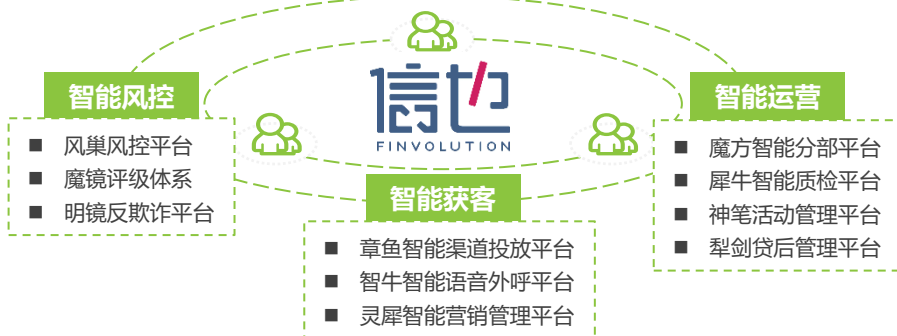 信也
FINVOLUTION
智能风控
风巢风控平台
魔镜评级体系
明镜反欺诈平台
智能获客
章鱼智能渠道投放平台
智牛智能语音外呼平台
灵犀智能营销管理平台
智能运营
魔方智能分部平台
犀牛智能质检平台
神笔活动管理平台
犁剑贷后管理平台